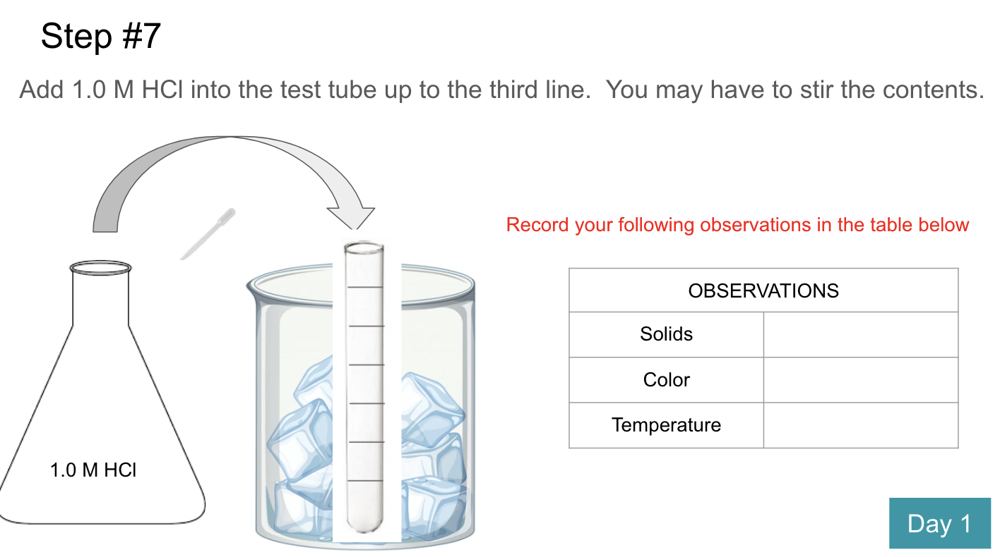 Step #7
Add 1.0 M HCl into the test tube up to the third line.  You may have to stir the contents.
Record your following observations in the table below
OBSERVATIONS
Solids
Color
Temperature
1.0 M HCl
Day 1